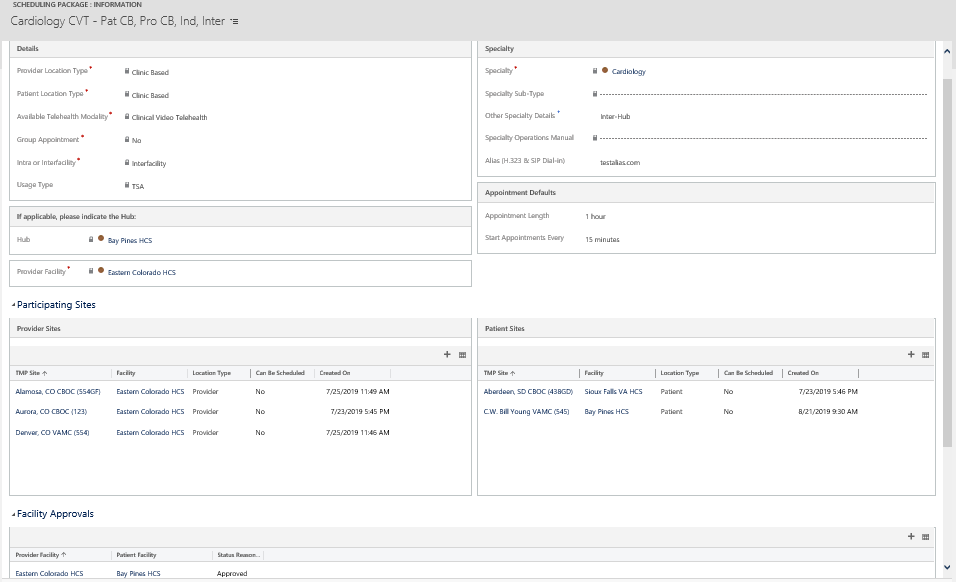 SCHEDULING PACKAGE : INFORMATION
Cardiology CVT - Pat CB, Pro CB, Ind, Inter
Details
Provider Location Type* Clinic Based
Patient Location Type* Clinic Based
Available Telehealth Modality* Clinical Video Telehealth
Group Appointment* No
Intra or Interfacility* Interfacility
Usage Type TSA
If applicable, please indicate the Hub:
Hub Bay Pines HCS
Provider Facility* Eastern Colorado HCS
Specialty
Specialty* Cardiology
Specialty Sub-Type
Other Specialty Details* Inter-Hub
Specialty Operations Manual
Alias (H.323 & SIP Dial-in) testalias.com
Appointment Defaults
Appointment Length 1 hour
Start Appointments Every 15 minutes
Participating Sites
Provider Sites
TMP Site ↑ Facility Location Type Can Be Scheduled Created On
Alamosa, CO CBOC (554GF) Eastern Colorado HCS Provider No 7/25/2019 11:49 AM
Aurora, CO CBOC (123) Eastern Colorado HCS Provider No 7/23/2019 5:45 PM
Denver, CO VAMC (554) Eastern Colorado HCS Provider No 7/25/2019 11:46 AM
Patient Sites
TMP Site ↑ Facility Location Type Can Be Scheduled Created On
Aberdeen, SD CBOC (438GD) Sioux Falls VA HCS Patient No 7/23/2019 5:46 PM
C.W. Bill Young VAMC (545) Bay Pines HCS Patient No 8/21/2019 9:30 AM
Facility Approvals
Provider Facility ↑ Patient Facility Status Reason...
Eastern Colorado HCS Bay Pines HCS Approved